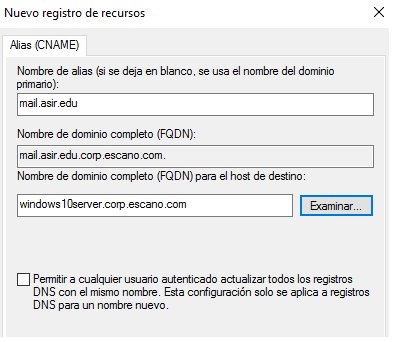 Nuevo registro de recursos
Alias (CNAME)
Nombre de alias (si se deja en blanco, se usa el nombre del dominio
primario):
mail.asir.edu
Nombre de dominio completo (FQDN):
mail.asir.edu.corp.escano.com.
Nombre de dominio completo (FQDN) para el host de destino:
windows10server.corp.escano.com
Examinar...
Permitir a cualquier usuario autenticado actualizar todos los registros
DNS con el mismo nombre. Esta configuración solo se aplica a registros
DNS para un nombre nuevo.